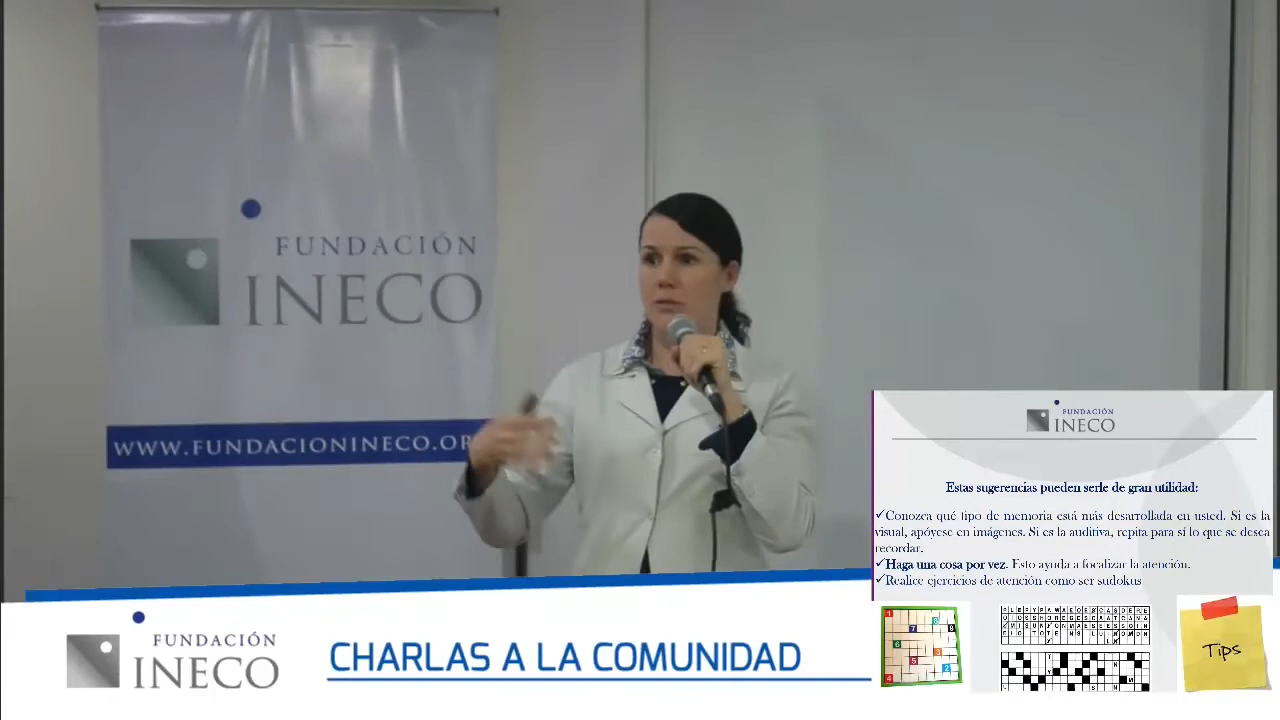 FUNDACIÓN
INECO
WWW.FUNDACIONINECO.OR
FUNDACIÓN
INECO
Estas sugerencias pueden serle de gran utilidad:
✓Conozca qué tipo de memoria está más desarrollada en usted. Si es la
visual, apóyese en imágenes. Si es la auditiva, repita para sí lo que se desea
recordar.
✓Haga una cosa por vez. Esto ayuda a focalizar la atención.
✓Realice ejercicios de atención como ser sudokus
Tips
FUNDACIÓN
INECO
CHARLAS A LA COMUNIDAD